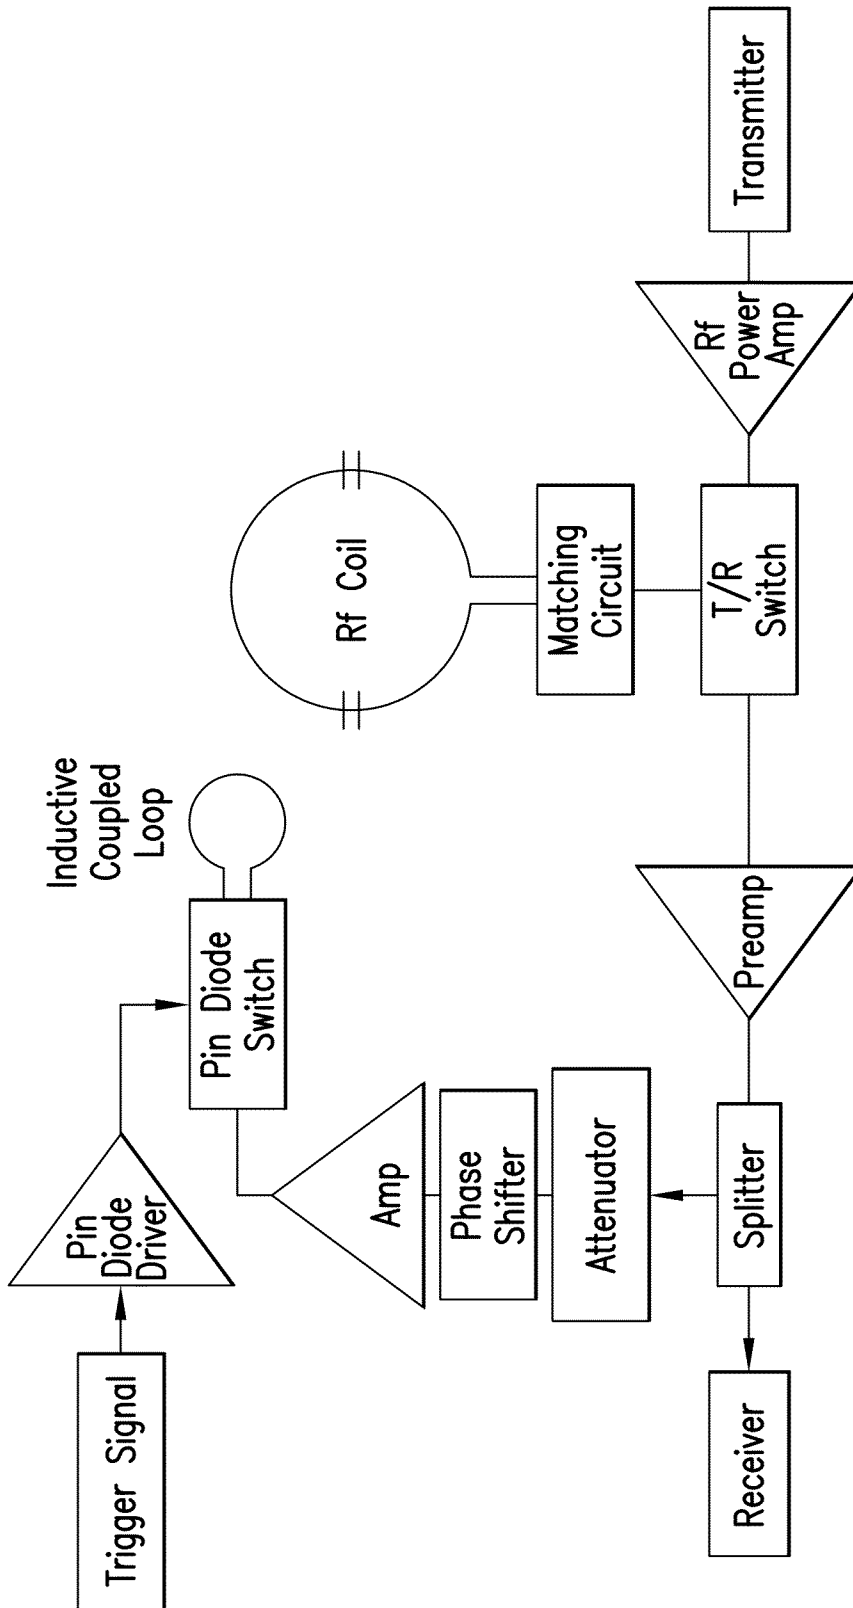 Trigger Signal
Pin
Diode
Driver
Pin Diode
Switch
Inductive
Coupled
Loop
Amp
Phase
Shifter
Attenuator
Rf Coil
Matching
Circuit
Receiver
Splitter
Preamp
T/R
Switch
Rf
Power
Amp
Transmitter